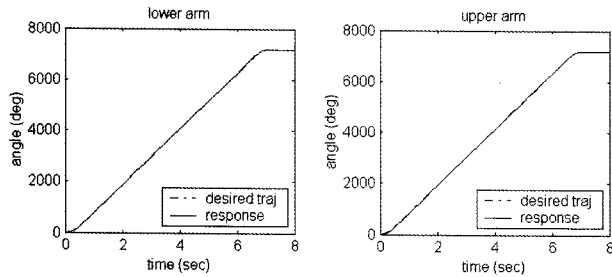 lower arm
8000
6000
4000
2000
0
angle (deg)
0 2 4 6 8
time (sec)
desired traj
response
upper arm
8000
6000
4000
2000
0
angle (deg)
0 2 4 6 8
time (sec)
desired traj
response